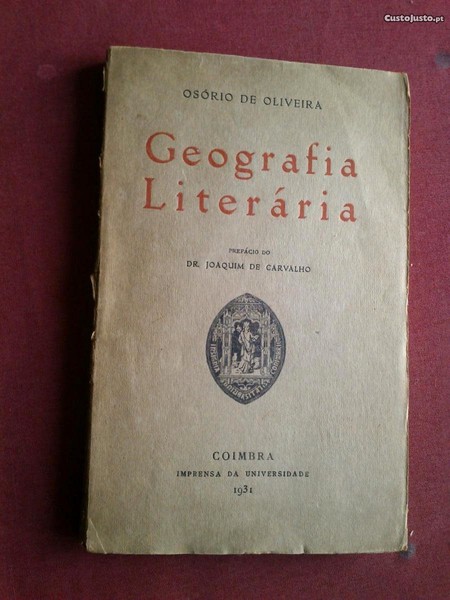 CustoJusto.pt
OSÓRIO DE OLIVEIRA
Geografia
Literária
PREFÁCIO DO
DR. JOAQUIM DE CARVALHO
COIMBRA
IMPRENSA DA UNIVERSIDADE
1931